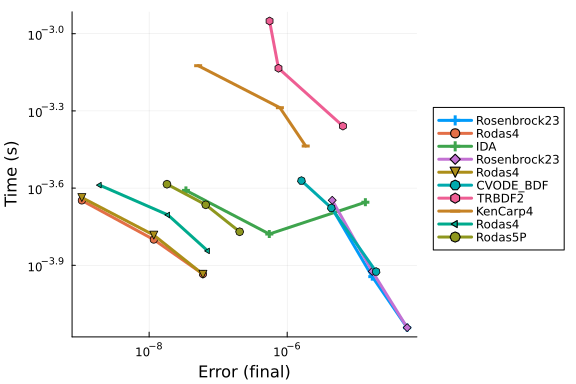 10^-3.0
10^-3.3
10^-3.6
10^-3.9
Time (s)
10^-8
10^-6
Error (final)
Rosenbrock23
Rodas4
IDA
Rosenbrock23
Rodas4
CVODE_BDF
TRBDF2
KenCarp4
Rodas4
Rodas5P